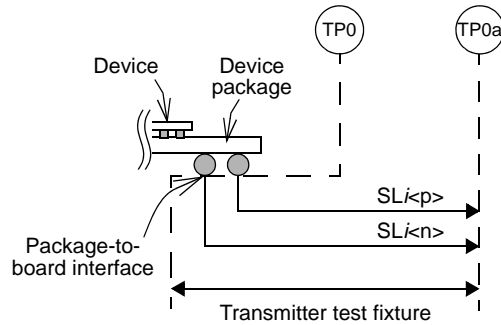 TP0
TP0a
Device
Device
package
SLi<p>
SLi<n>
Package-to-
board interface
Transmitter test fixture